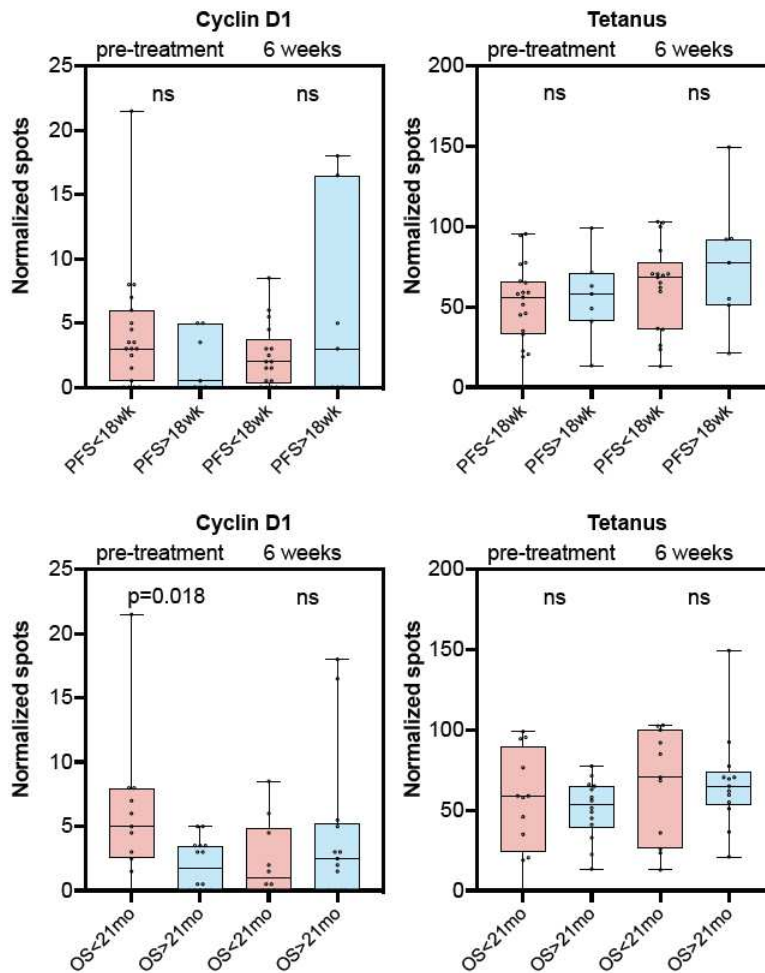 Cyclin D1
pre-treatment 6 weeks
25
20
15
10
5
0
Normalized spots
ns ns
PFS<18wk PFS>18wk PFS<18wk PFS>18wk
Tetanus
pre-treatment 6 weeks
200
150
100
50
0
Normalized spots
ns ns
PFS<18wk PFS>18wk PFS<18wk PFS>18wk
Cyclin D1
pre-treatment 6 weeks
25
20
15
10
5
0
Normalized spots
p=0.018 ns
OS<21mo OS>21mo OS<21mo OS>21mo
Tetanus
pre-treatment 6 weeks
200
150
100
50
0
Normalized spots
ns ns
OS<21mo OS>21mo OS<21mo OS>21mo